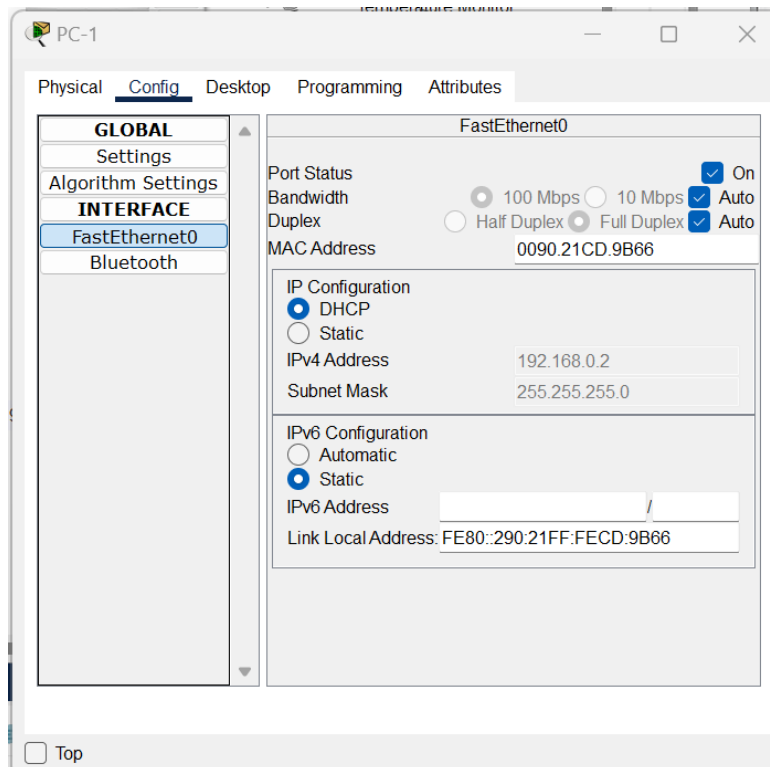 Temperature Monitor
PC-1
Physical Config Desktop Programming Attributes
GLOBAL
Settings
Algorithm Settings
INTERFACE
FastEthernet0
Bluetooth
FastEthernet0
Port Status On
Bandwidth 100 Mbps 10 Mbps Auto
Duplex Half Duplex Full Duplex Auto
MAC Address 0090.21CD.9B66
IP Configuration
DHCP
Static
IPv4 Address 192.168.0.2
Subnet Mask 255.255.255.0
IPv6 Configuration
Automatic
Static
IPv6 Address /
Link Local Address: FE80::290:21FF:FECD:9B66
Top